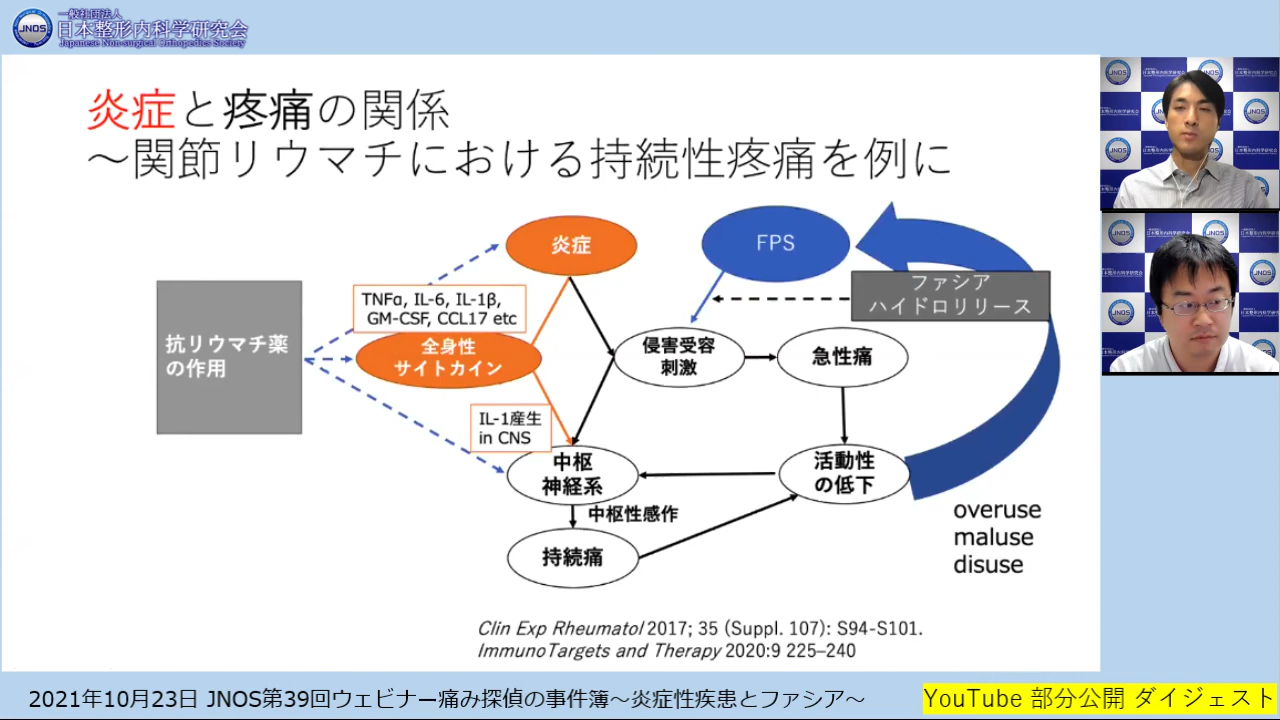 一般社団法人
日本整形内科学研究会
Japanese Non-surgical Orthopedics Society
JNOS
炎症と疼痛の関係
～関節リウマチにおける持続性疼痛を例に
炎症
FPS
ファシア
ハイドロリリース
TNFα, IL-6, IL-1β,
GM-CSF, CCL17 etc
抗リウマチ薬
の作用
全身性
サイトカイン
侵害受容
刺激
急性痛
IL-1産生
in CNS
中枢
神経系
活動性
の低下
中枢性感作
持続痛
overuse
maluse
disuse
Clin Exp Rheumatol 2017; 35 (Suppl. 107): S94-S101.
ImmunoTargets and Therapy 2020:9 225–240
2021年10月23日 JNOS第39回ウェビナー痛み探偵の事件簿～炎症性疾患とファシア～
YouTube 部分公開 ダイジェスト